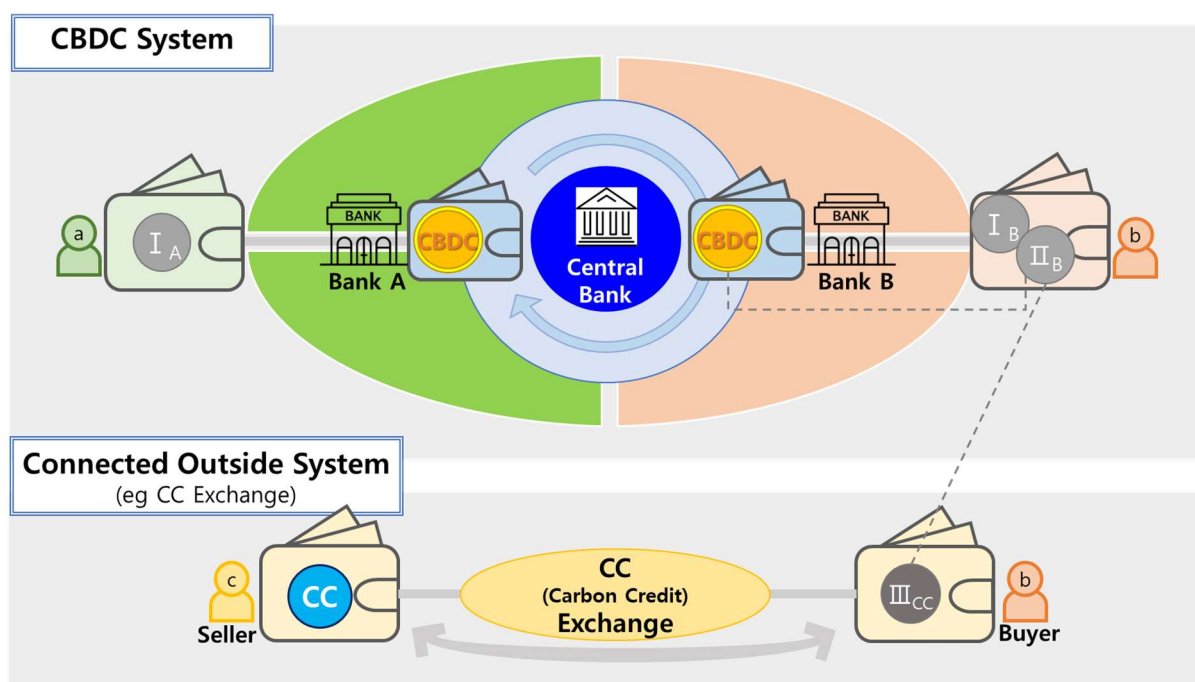 CBDC System
a
Ⅰ A
BANK
Bank A
CBDC
Central
Bank
CBDC
BANK
Bank B
Ⅰ B
Ⅱ B
b
Connected Outside System
(eg CC Exchange)
c
Seller
CC
CC
(Carbon Credit)
Exchange
Ⅲ CC
b
Buyer